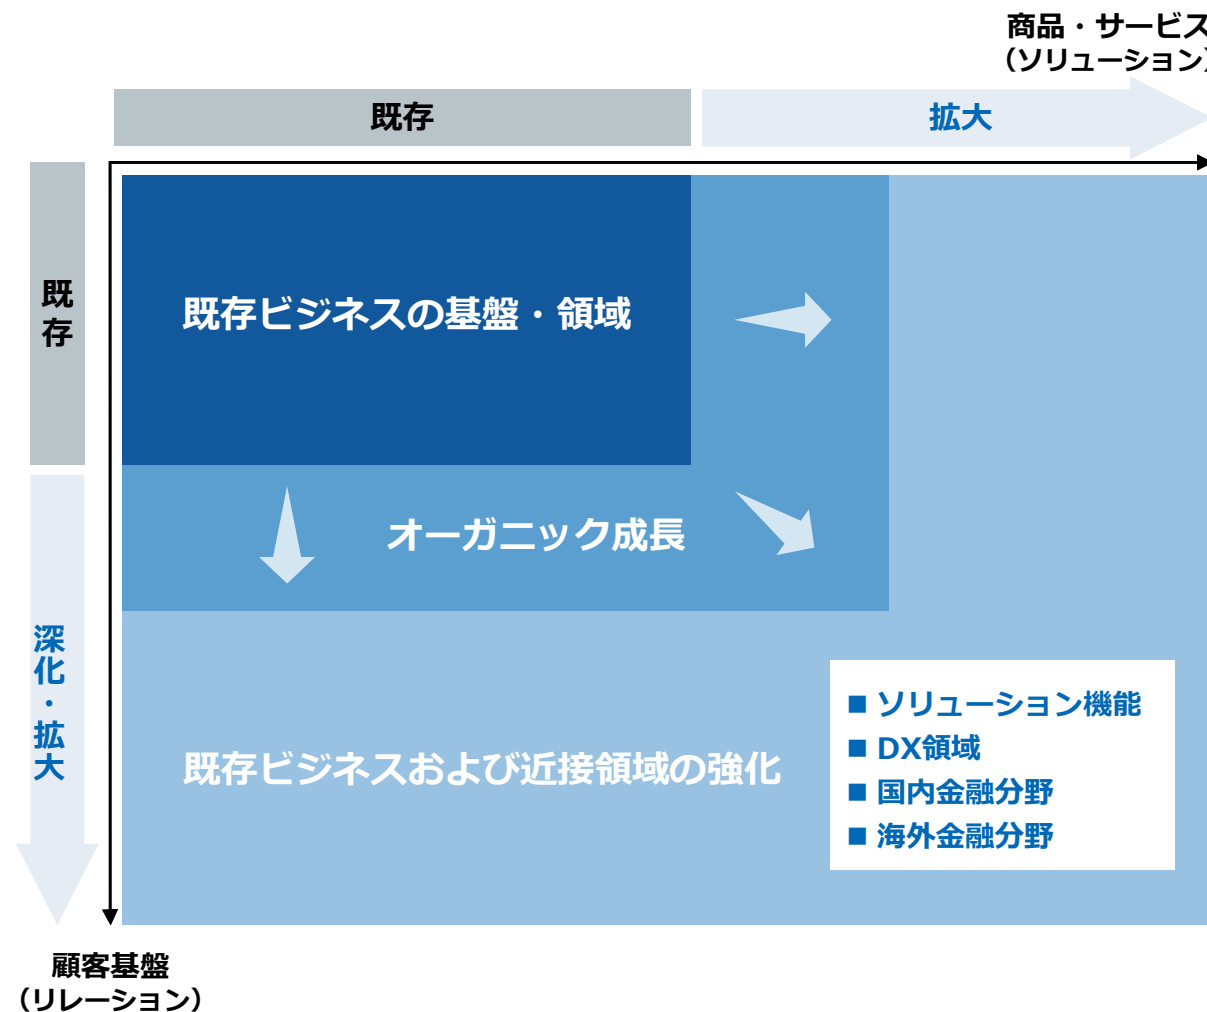 商品・サービス
（ソリューション）
既存
拡大
既存
既存ビジネスの基盤・領域
オーガニック成長
深化・拡大
既存ビジネスおよび近接領域の強化
■ ソリューション機能
■ DX領域
■ 国内金融分野
■ 海外金融分野
顧客基盤
（リレーション）